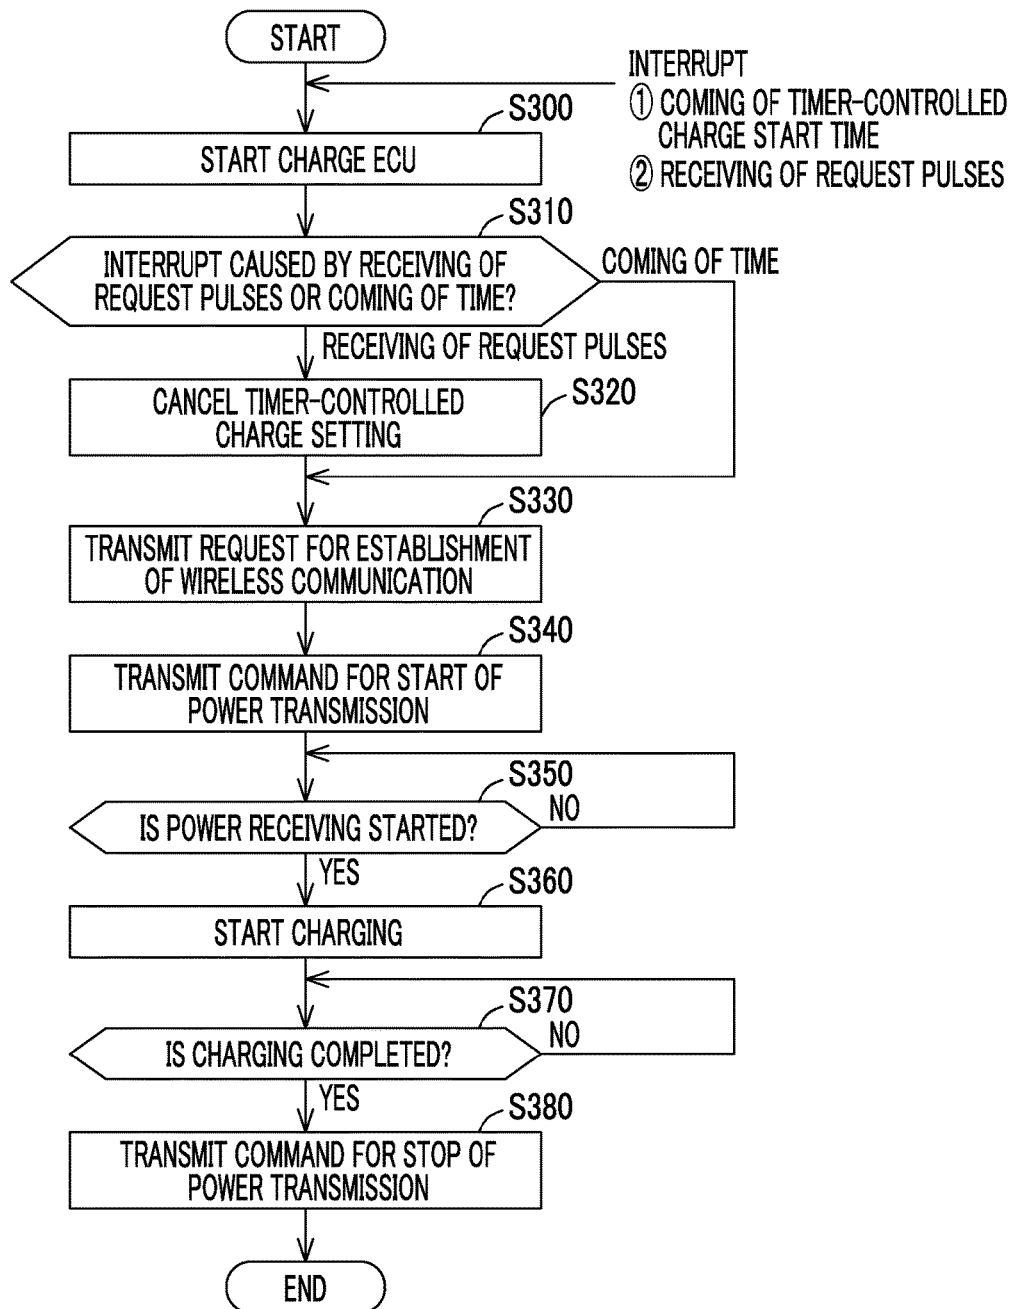 START
INTERRUPT
① COMING OF TIMER-CONTROLLED
CHARGE START TIME
② RECEIVING OF REQUEST PULSES
S300
START CHARGE ECU
S310
INTERRUPT CAUSED BY RECEIVING OF
REQUEST PULSES OR COMING OF TIME?
COMING OF TIME
RECEIVING OF REQUEST PULSES
S320
CANCEL TIMER-CONTROLLED
CHARGE SETTING
S330
TRANSMIT REQUEST FOR ESTABLISHMENT
OF WIRELESS COMMUNICATION
S340
TRANSMIT COMMAND FOR START OF
POWER TRANSMISSION
S350
IS POWER RECEIVING STARTED?
NO
YES
S360
START CHARGING
S370
IS CHARGING COMPLETED?
NO
YES
S380
TRANSMIT COMMAND FOR STOP OF
POWER TRANSMISSION
END